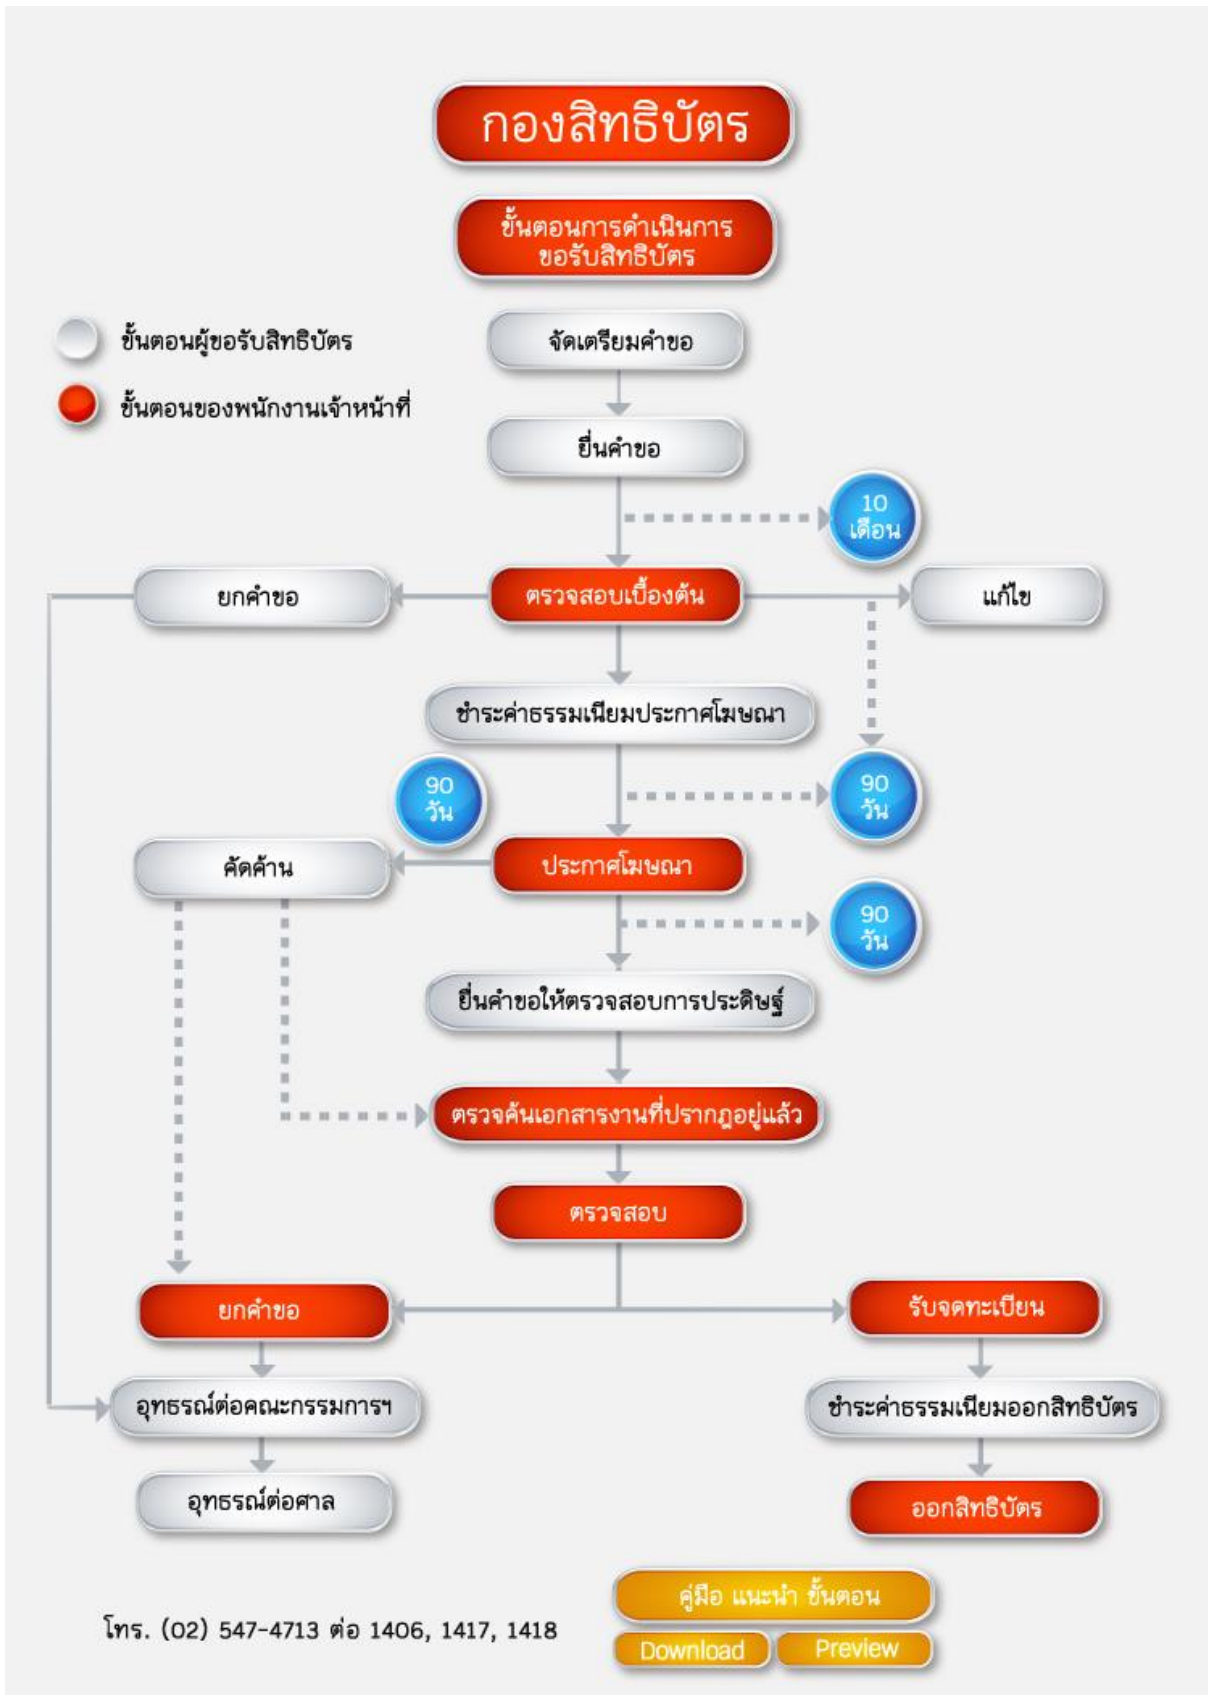 กองสิทธิบัตร
ขั้นตอนการดำเนินการ
ขอรับสิทธิบัตร
ขั้นตอนผู้ขอรับสิทธิบัตร
ขั้นตอนของพนักงานเจ้าหน้าที่
จัดเตรียมคำขอ
ยื่นคำขอ
10
เดือน
ยกคำขอ
ตรวจสอบเบื้องต้น
แก้ไข
ชำระค่าธรรมเนียมประกาศโฆษณา
90
วัน
90
วัน
คัดค้าน
ประกาศโฆษณา
90
วัน
ยื่นคำขอให้ตรวจสอบการประดิษฐ์
ตรวจค้นเอกสารงานที่ปรากฎอยู่แล้ว
ตรวจสอบ
ยกคำขอ
รับจดทะเบียน
อุทธรณ์ต่อคณะกรรมการฯ
ชำระค่าธรรมเนียมออกสิทธิบัตร
อุทธรณ์ต่อศาล
ออกสิทธิบัตร
คู่มือ แนะนำ ขั้นตอน
โทร. (02) 547-4713 ต่อ 1406, 1417, 1418
Download
Preview